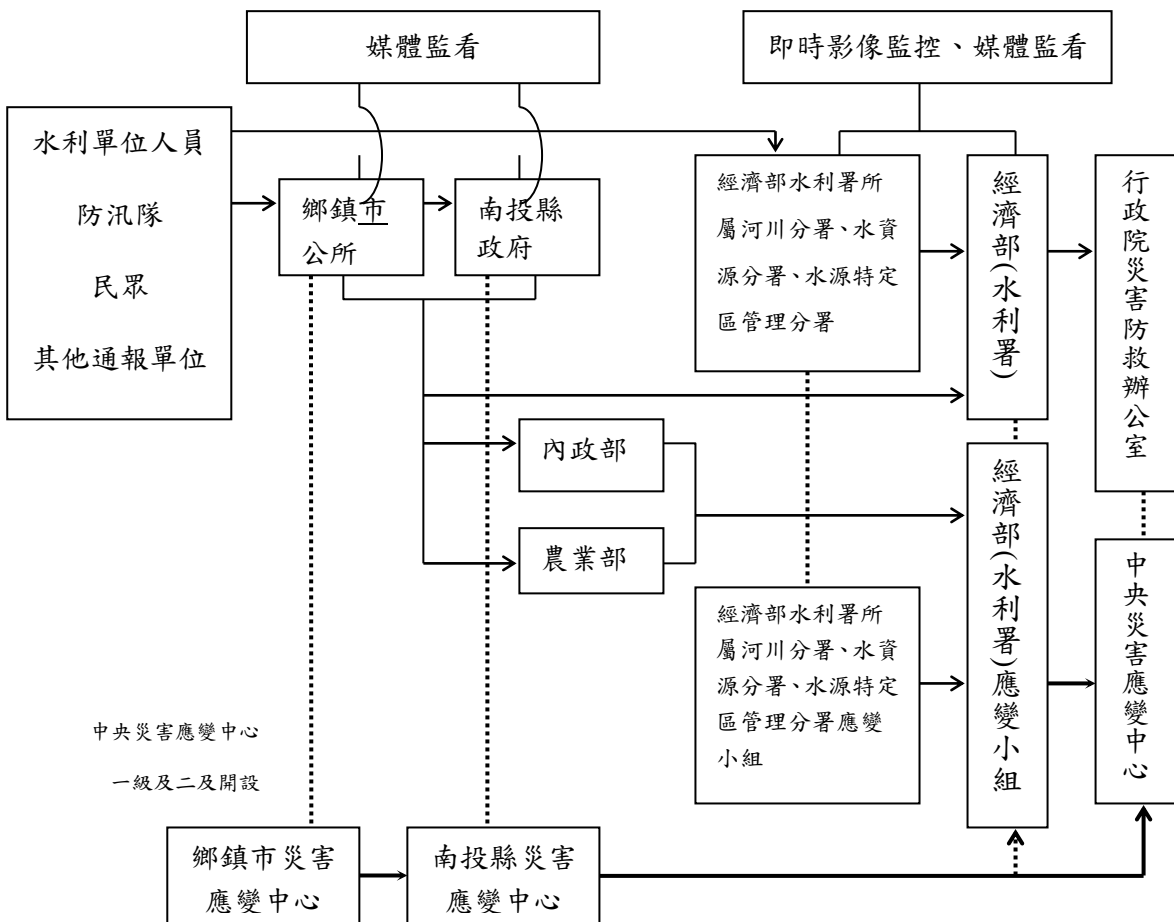 媒體監看
即時影像監控、媒體監看
水利單位人員
防汛隊
民眾
其他通報單位
鄉鎮市
公所
南投縣
政府
經濟部水利署所
屬河川分署、水資
源分署、水源特定
區管理分署
經濟部(水利署)
行政院災害防救辦公室
內政部
農業部
經濟部水利署所
屬河川分署、水資
源分署、水源特定
區管理分署應變
小組
經濟部(水利署)應變小組
中央災害應變中心
中央災害應變中心
一級及二及開設
鄉鎮市災害
應變中心
南投縣災害
應變中心